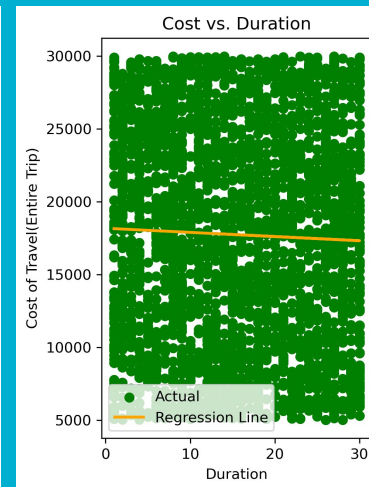 Cost vs. Duration
30000
25000
20000
15000
10000
5000
Cost of Travel(Entire Trip)
Actual
Regression Line
0
10
20
30
Duration